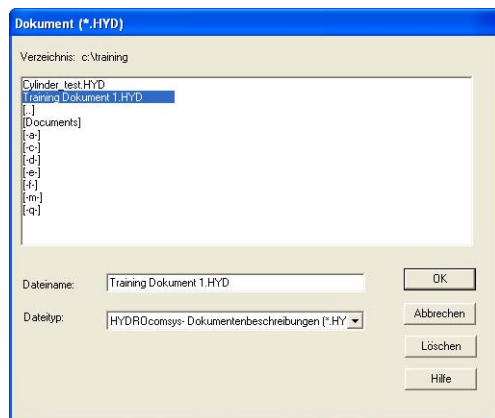 Dokument (*.HYD)
Verzeichnis: c:\training
Cylinder_test.HYD
Training Dokument 1.HYD
[..]
[Documents]
[-a-]
[-c-]
[-d-]
[-e-]
[-f-]
[-m-]
[-q-]
Dateiname: Training Dokument 1.HYD
Dateityp: HYDROcomsys- Dokumentenbeschreibungen (*.HY
OK
Abbrechen
Löschen
Hilfe